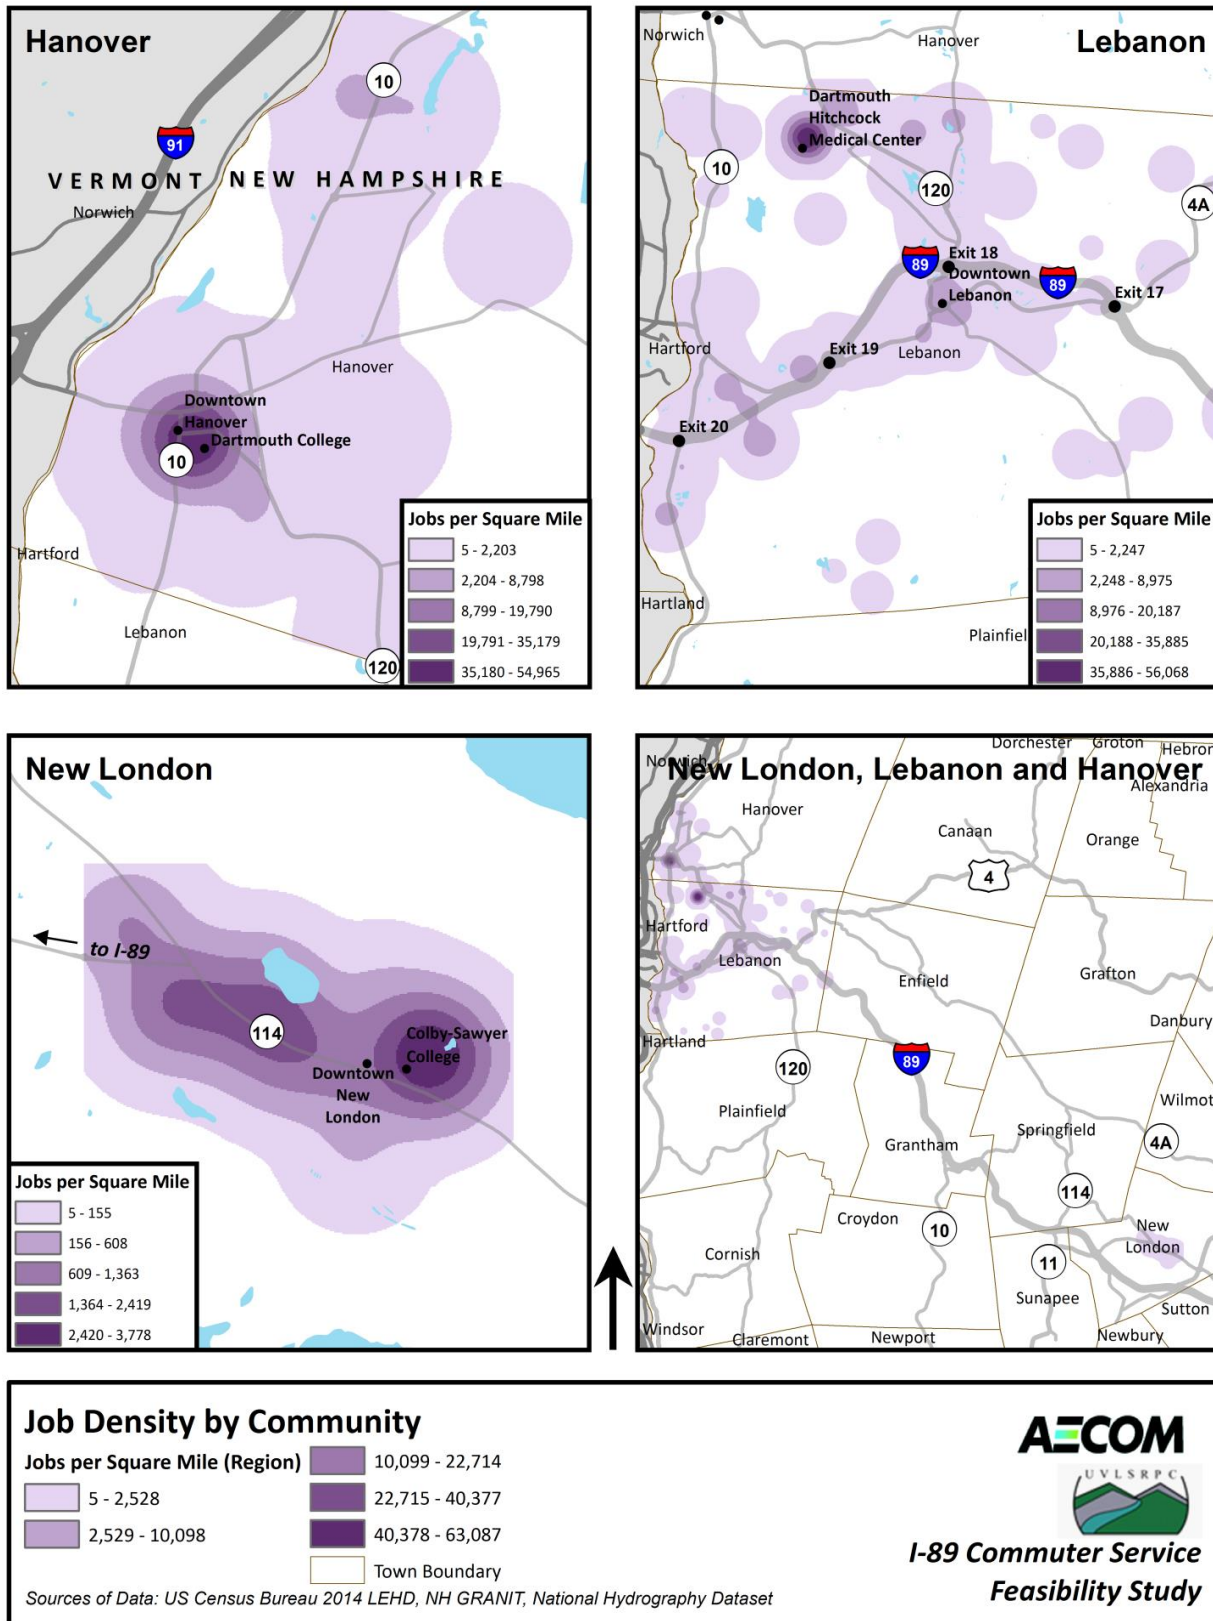 Hanover
10
91
VERMONT NEW HAMPSHIRE
Norwich
Hanover
Downtown
Hanover
Dartmouth College
10
Hartford
Lebanon
120
Jobs per Square Mile
5 - 2,203
2,204 - 8,798
8,799 - 19,790
19,791 - 35,179
35,180 - 54,965
Lebanon
Norwich
Hanover
Dartmouth
Hitchcock
Medical Center
10
120
4A
89
Exit 18
Downtown
Lebanon
89
Exit 17
Hartford
Exit 19
Lebanon
Exit 20
Hartland
Plainfiel
Jobs per Square Mile
5 - 2,247
2,248 - 8,975
8,976 - 20,187
20,188 - 35,885
35,886 - 56,068
New London
to I-89
114
Colby-Sawyer
College
Downtown
New
London
Jobs per Square Mile
5 - 155
156 - 608
609 - 1,363
1,364 - 2,419
2,420 - 3,778
New London, Lebanon and Hanover
Dorchester
Groton
Hebron
Norwich
Alexandria
Hanover
Canaan
Orange
4
Hartford
Lebanon
Enfield
Grafton
Danbury
Hartland
89
120
Plainfield
Wilmot
Springfield
4A
Grantham
114
Croydon
10
New
London
Cornish
11
Sunapee
Sutton
Windsor
Claremont
Newport
Newbury
Job Density by Community
Jobs per Square Mile (Region)
5 - 2,528
2,529 - 10,098
10,099 - 22,714
22,715 - 40,377
40,378 - 63,087
Town Boundary
Sources of Data: US Census Bureau 2014 LEHD, NH GRANIT, National Hydrography Dataset
AECOM
UVLSRPC
I-89 Commuter Service
Feasibility Study